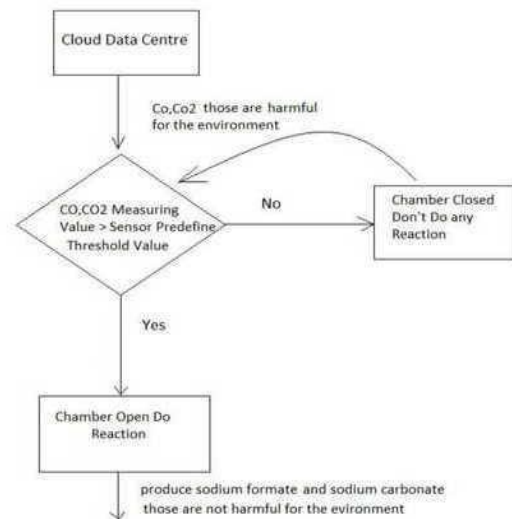 Cloud Data Centre
Co,Co2 those are harmful
for the environment
CO,CO2 Measuring
Value > Sensor Predefine
Threshold Value
No
Chamber Closed
Don't Do any
Reaction
Yes
Chamber Open Do
Reaction
produce sodium formate and sodium carbonate
those are not harmful for the evironment